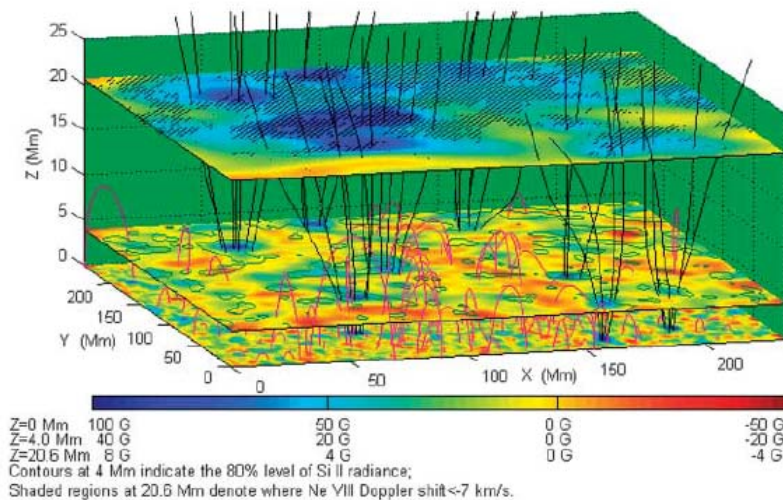 25
20
15
10
5
0
Z (Mm)
200
150
100
50
0
Y (Mm)
0
50
100
150
200
X (Mm)
Z=0 Mm 100 G 50 G 0 G -50 G
Z=4.0 Mm 40 G 20 G 0 G -20 G
Z=20.6 Mm 8 G 4 G 0 G -4 G
Contours at 4 Mm indicate the 80% level of Si II radiance;
Shaded regions at 20.6 Mm denote where Ne VIII Doppler shift<-7 km/s.